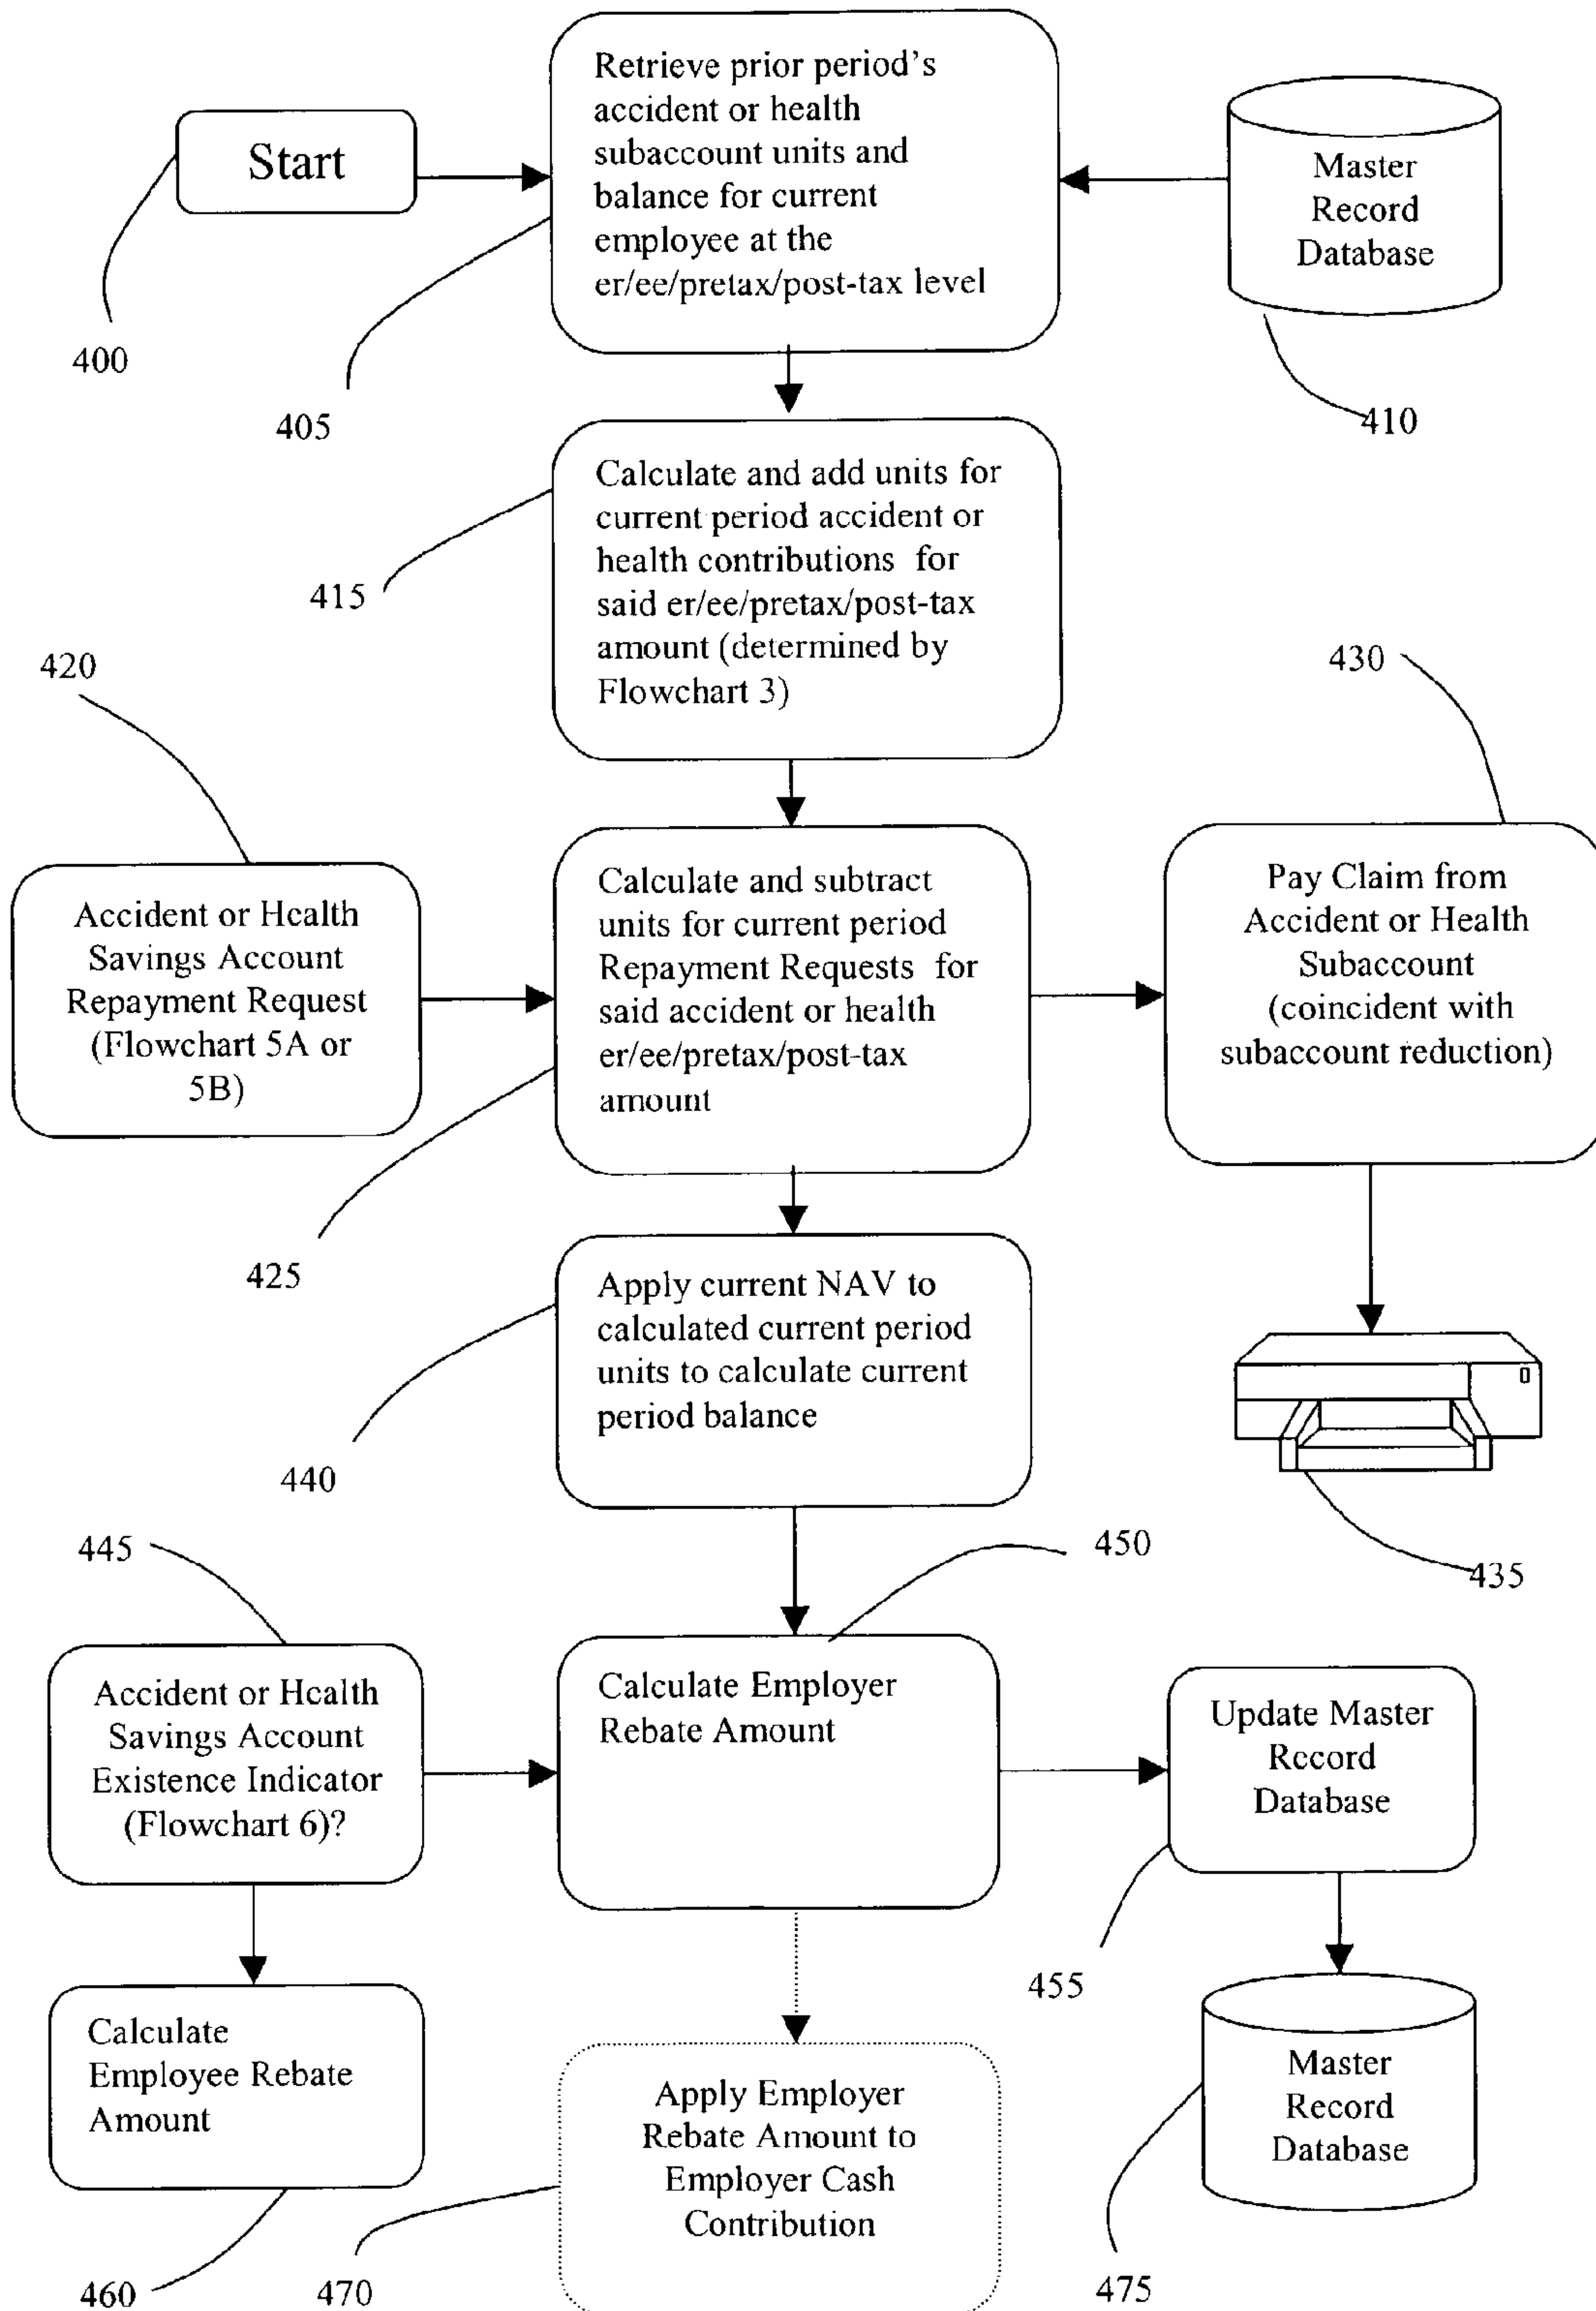 Start
Retrieve prior period's
accident or health
subaccount units and
balance for current
employee at the
er/ee/pretax/post-tax level
Master
Record
Database
400
405
410
Calculate and add units for
current period accident or
health contributions for
said er/ee/pretax/post-tax
amount (determined by
Flowchart 3)
415
420
430
Accident or Health
Savings Account
Repayment Request
(Flowchart 5A or
5B)
Calculate and subtract
units for current period
Repayment Requests for
said accident or health
er/ee/pretax/post-tax
amount
Pay Claim from
Accident or Health
Subaccount
(coincident with
subaccount reduction)
425
Apply current NAV to
calculated current period
units to calculate current
period balance
440
435
445
450
Accident or Health
Savings Account
Existence Indicator
(Flowchart 6)?
Calculate Employer
Rebate Amount
Update Master
Record
Database
455
Calculate
Employee Rebate
Amount
Apply Employer
Rebate Amount to
Employer Cash
Contribution
Master
Record
Database
460
470
475